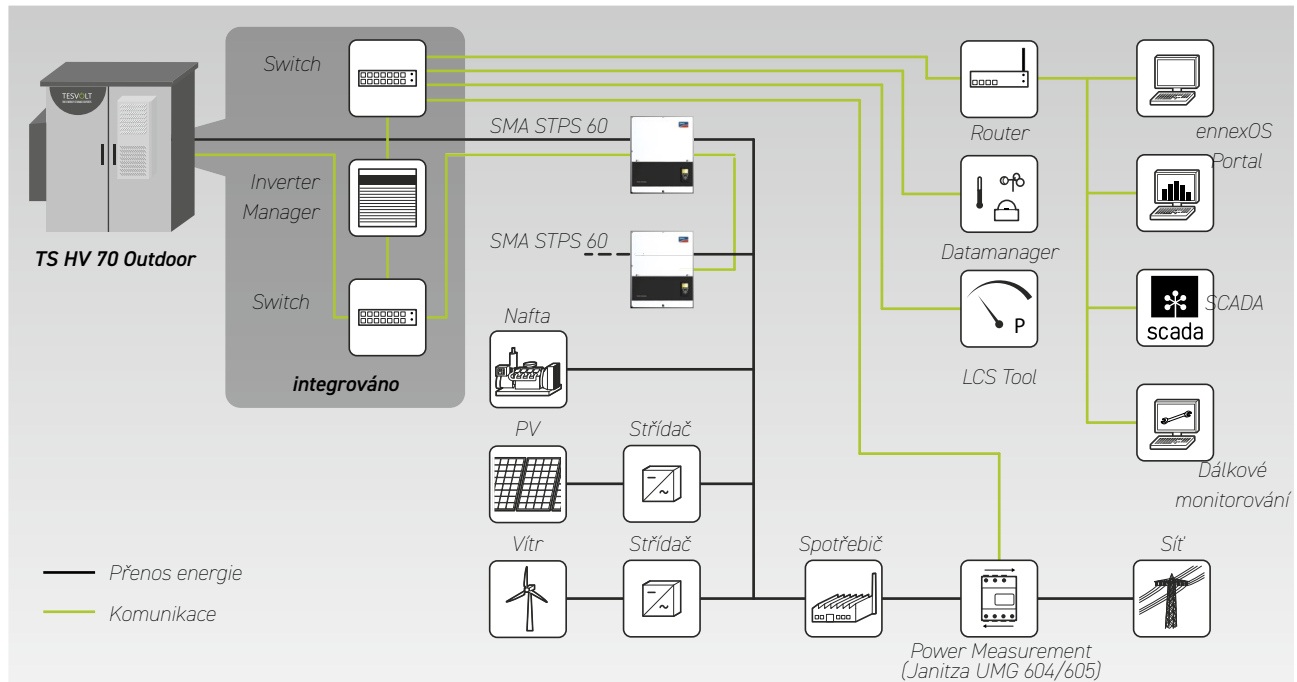 TESVOLT
TS HV 70 Outdoor
Switch
Inverter
Manager
Switch
integrováno
SMA STPS 60
SMA STPS 60
Nafta
PV
Střídač
Vítr
Střídač
Spotřebič
Router
Datamanager
P
LCS Tool
ennexOS
Portal
SCADA
scada
Dálkové
monitorování
Power Measurement
(Janitza UMG 604/605)
Síť
Přenos energie
Komunikace